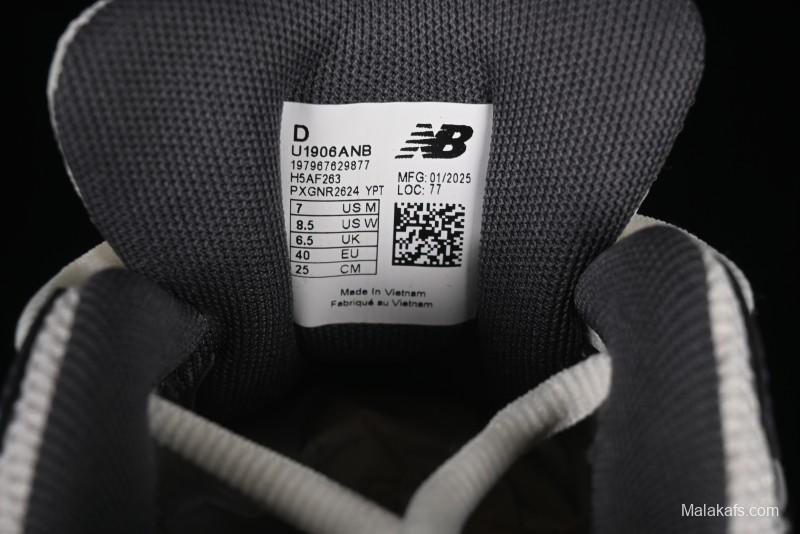 D
U1906ANB
197967629877
H5AF263
PXGNR2624 YPT
NB
MFG: 01/2025
LOC: 77
7 US M
8.5 US W
6.5 UK
40 EU
25 CM
Made In Vietnam
Fabriqué au Vietnam
Malakafs.com